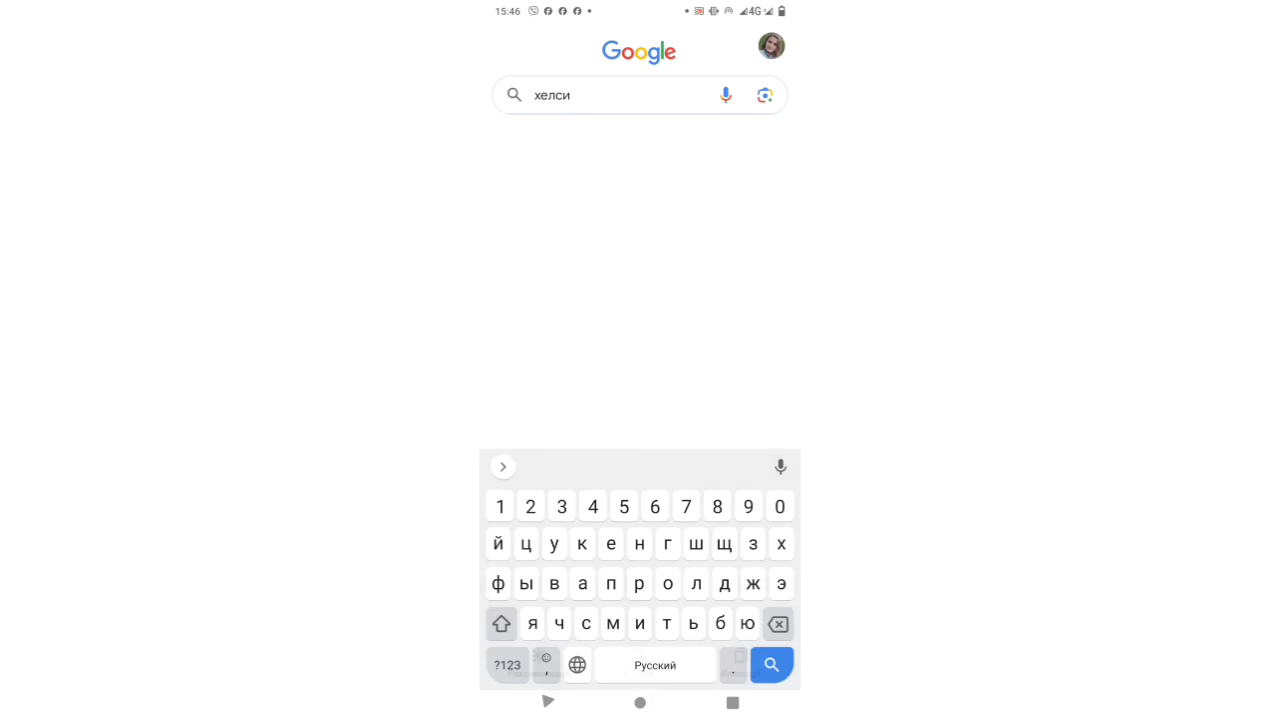 15:46
4G
Google
хелси
1 2 3 4 5 6 7 8 9 0
й ц у к е н г ш щ з х
ф ы в а п р о л д ж э
я ч с м и т ь б ю
?123 , Русский .